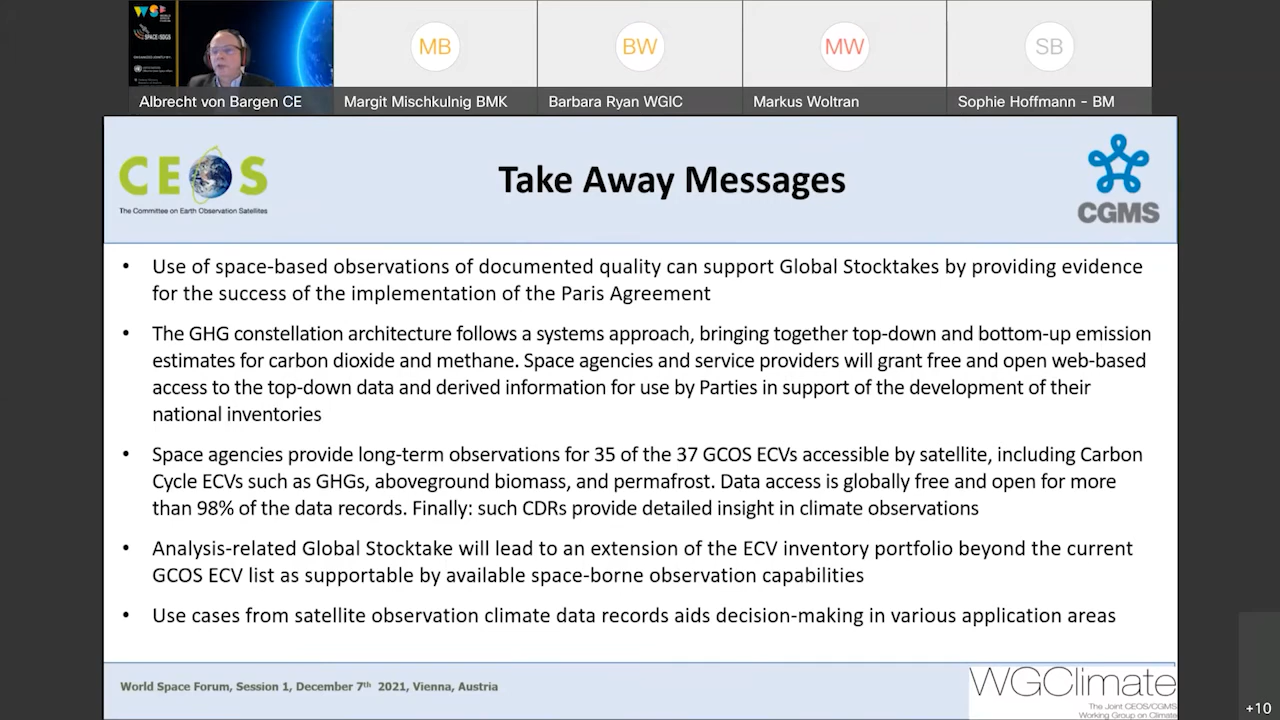 WORLD SPACE FORUM
SPACE4SDGS
ORGANIZED JOINTLY BY:
MB
BW
MW
SB
Albrecht von Bargen CE
Margit Mischkulnig BMK
Barbara Ryan WGIC
Markus Woltran
Sophie Hoffmann - BM
CEOS
The Committee on Earth Observation Satellites
Take Away Messages
CGMS
• Use of space-based observations of documented quality can support Global Stocktakes by providing evidence
for the success of the implementation of the Paris Agreement
• The GHG constellation architecture follows a systems approach, bringing together top-down and bottom-up emission
estimates for carbon dioxide and methane. Space agencies and service providers will grant free and open web-based
access to the top-down data and derived information for use by Parties in support of the development of their
national inventories
• Space agencies provide long-term observations for 35 of the 37 GCOS ECVs accessible by satellite, including Carbon
Cycle ECVs such as GHGs, aboveground biomass, and permafrost. Data access is globally free and open for more
than 98% of the data records. Finally: such CDRs provide detailed insight in climate observations
• Analysis-related Global Stocktake will lead to an extension of the ECV inventory portfolio beyond the current
GCOS ECV list as supportable by available space-borne observation capabilities
• Use cases from satellite observation climate data records aids decision-making in various application areas
World Space Forum, Session 1, December 7th 2021, Vienna, Austria
WGClimate
The Joint CEOS/CGMS
Working Group on Climate
+10